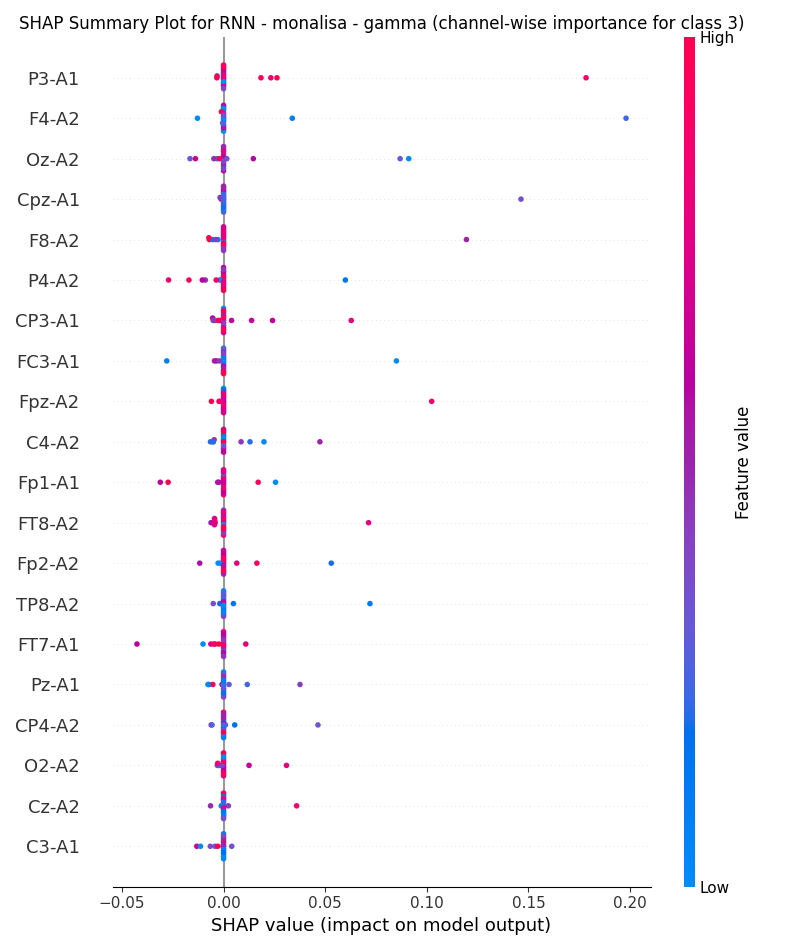 SHAP Summary Plot for RNN - monalisa - gamma (channel-wise importance for class 3)
High
P3-A1
F4-A2
Oz-A2
Cpz-A1
F8-A2
P4-A2
CP3-A1
FC3-A1
Fpz-A2
C4-A2
Fp1-A1
FT8-A2
Fp2-A2
TP8-A2
FT7-A1
Pz-A1
CP4-A2
O2-A2
Cz-A2
C3-A1
Feature value
Low
−0.05 0.00 0.05 0.10 0.15 0.20
SHAP value (impact on model output)